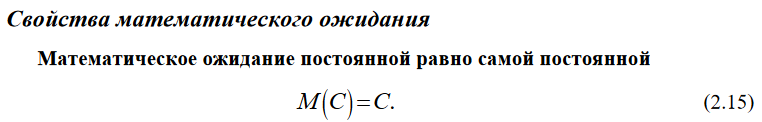 Свойства математического ожидания
Математическое ожидание постоянной равно самой постоянной
M(C)=C. (2.15)